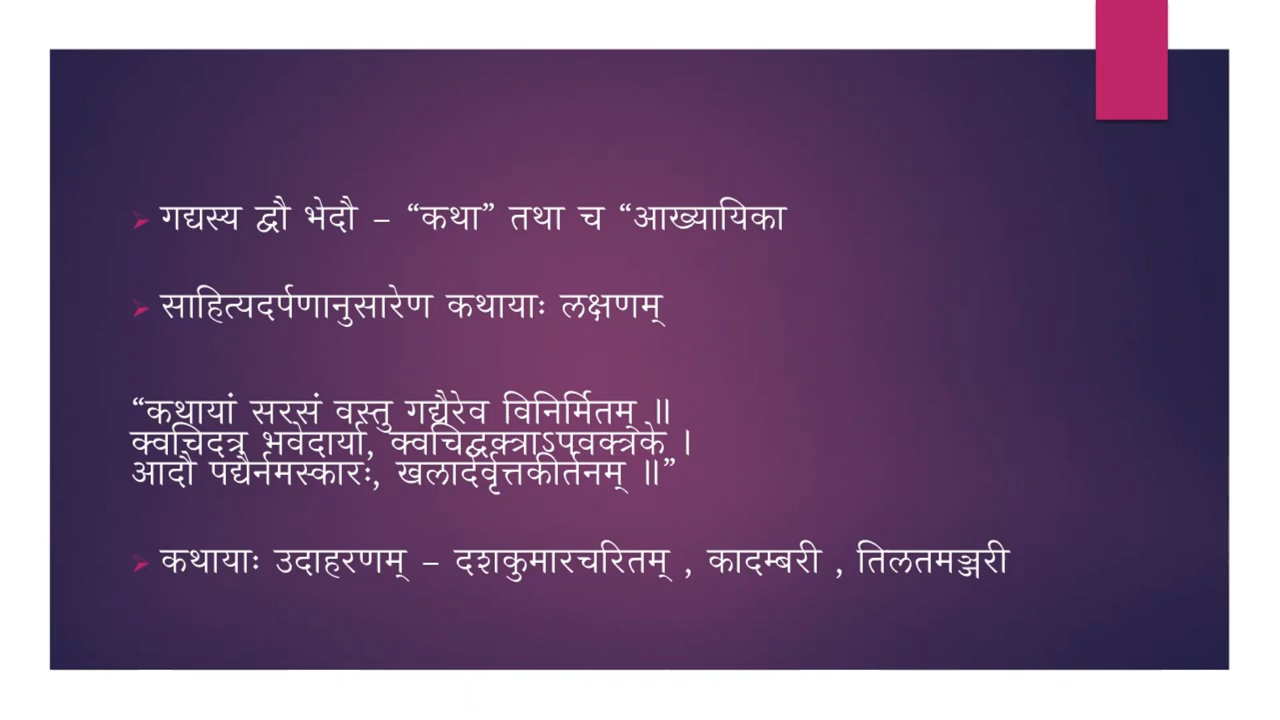 गद्यस्य द्वौ भेदौ – “कथा” तथा च “आख्यायिका
साहित्यदर्पणानुसारेण कथायाः लक्षणम्
“कथायां सरसं वस्तु गद्यैरेव विनिर्मितम् ॥
क्वचिदत्र भवेदार्या, क्वचिद्वक्त्राऽपवक्त्रके ।
आदौ पद्यैर्नमस्कारः, खलादेर्वृत्तकीर्तनम् ॥”
कथायाः उदाहरणम् – दशकुमारचरितम् , कादम्बरी , तिलतमञ्जरी